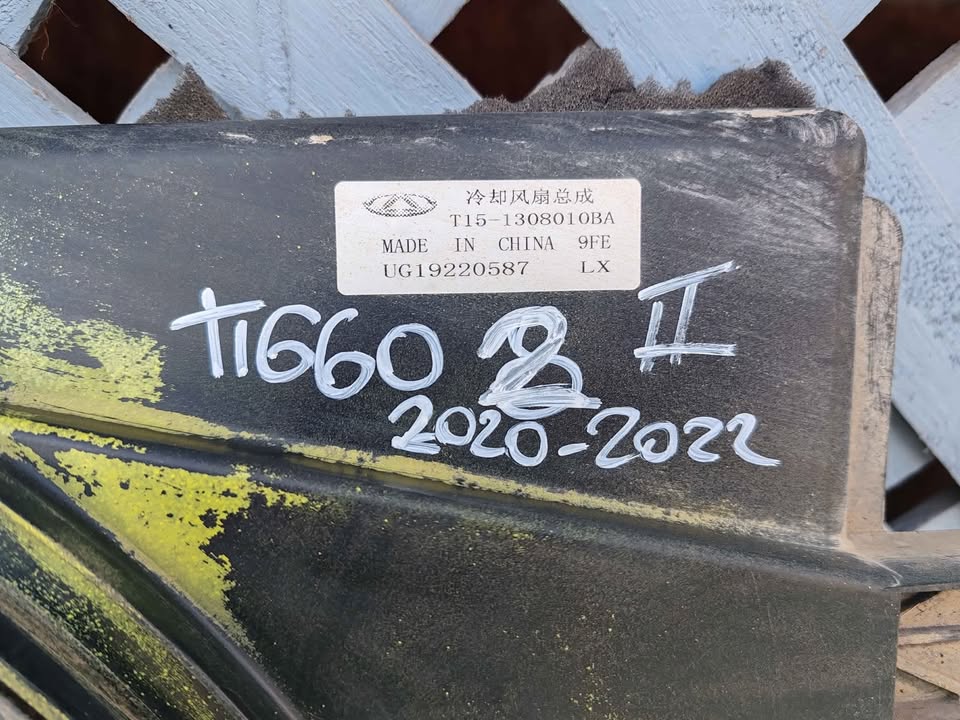 冷却风扇总成
T15-1308010BA
MADE IN CHINA 9FE
UG19220587 LX
TIGGO II
2020-2022